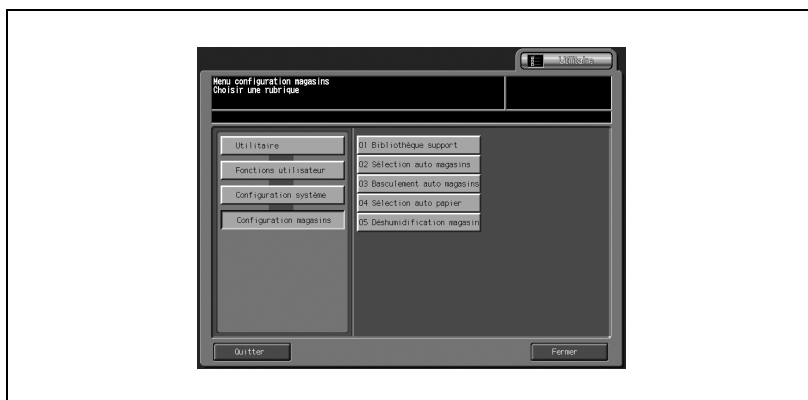 Utilitaire
Menu configuration magasins
Choisir une rubrique
Utilitaire
Fonctions utilisateur
Configuration système
Configuration magasins
01 Bibliothèque support
02 Sélection auto magasins
03 Basculement auto magasins
04 Sélection auto papier
05 Déshumidification magasin
Quitter
Fermer